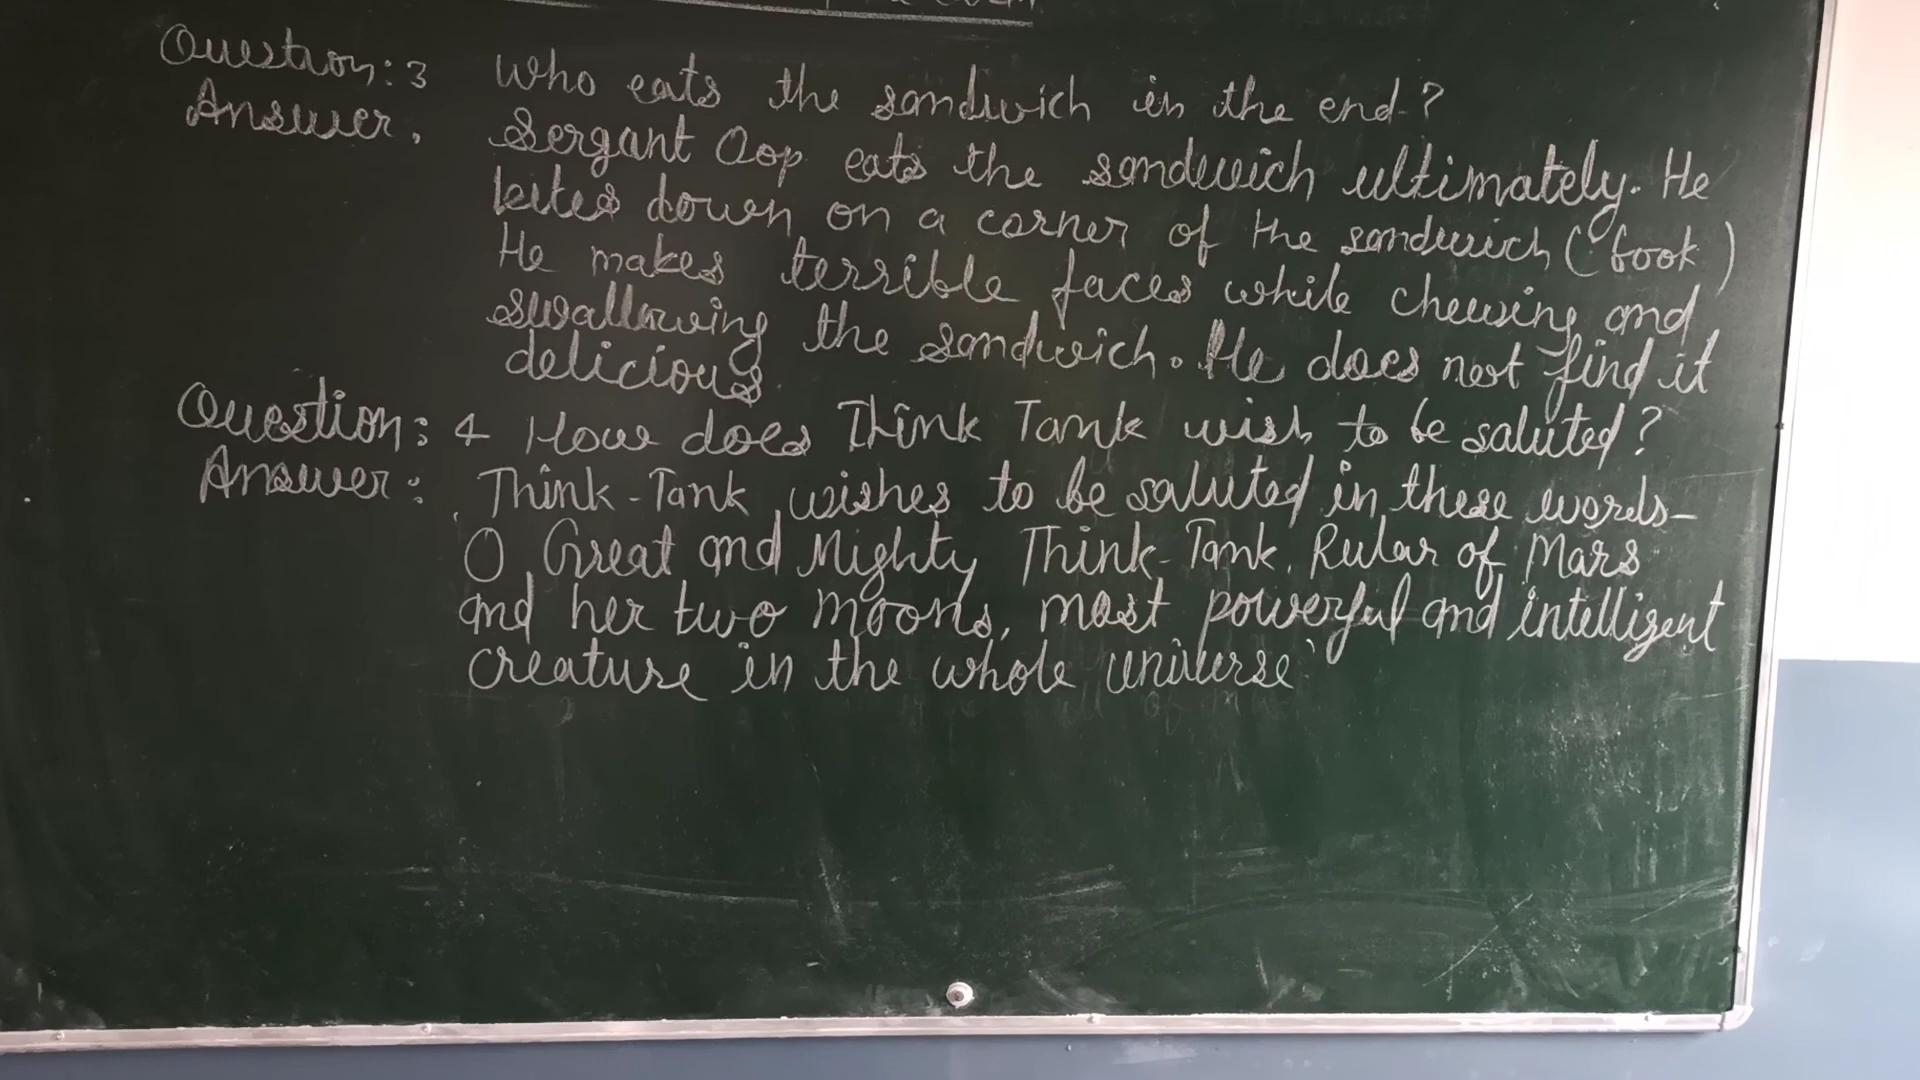 Question: 3 Who eats the sandwich in the end?
Answer. Sergant Oop eats the sandwich ultimately. He
bites down on a corner of the sandwich (book)
He makes terrible faces while chewing and
swallowing the sandwich. He does not find it
delicious.
Question: 4 How does Think Tank wish to be saluted?
Answer: Think-Tank wishes to be saluted in these words-
O Great and Mighty Think-Tank, Rular of Mars
and her two moons, most powerful and intelligent
creature in the whole universe